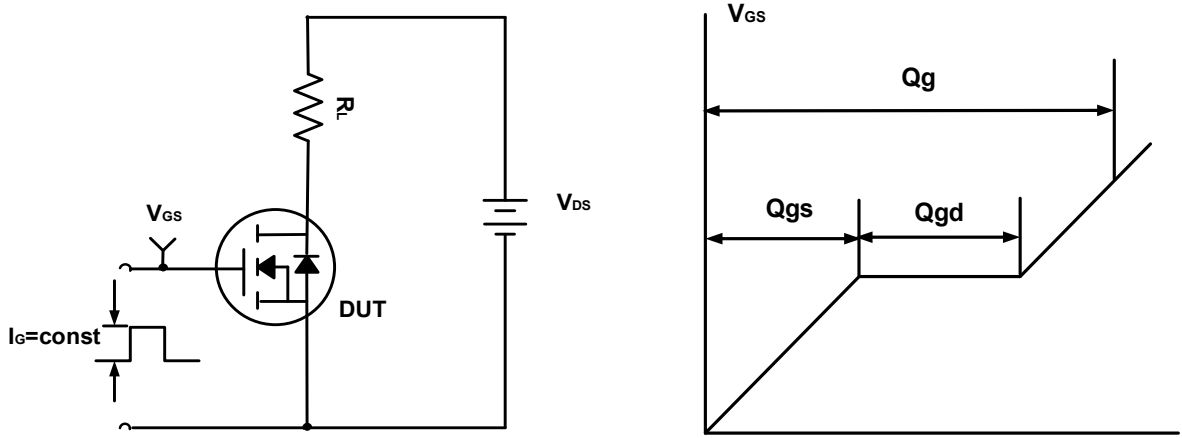 RL
VDS
VGS
DUT
IG=const
VGS
Qg
Qgs
Qgd